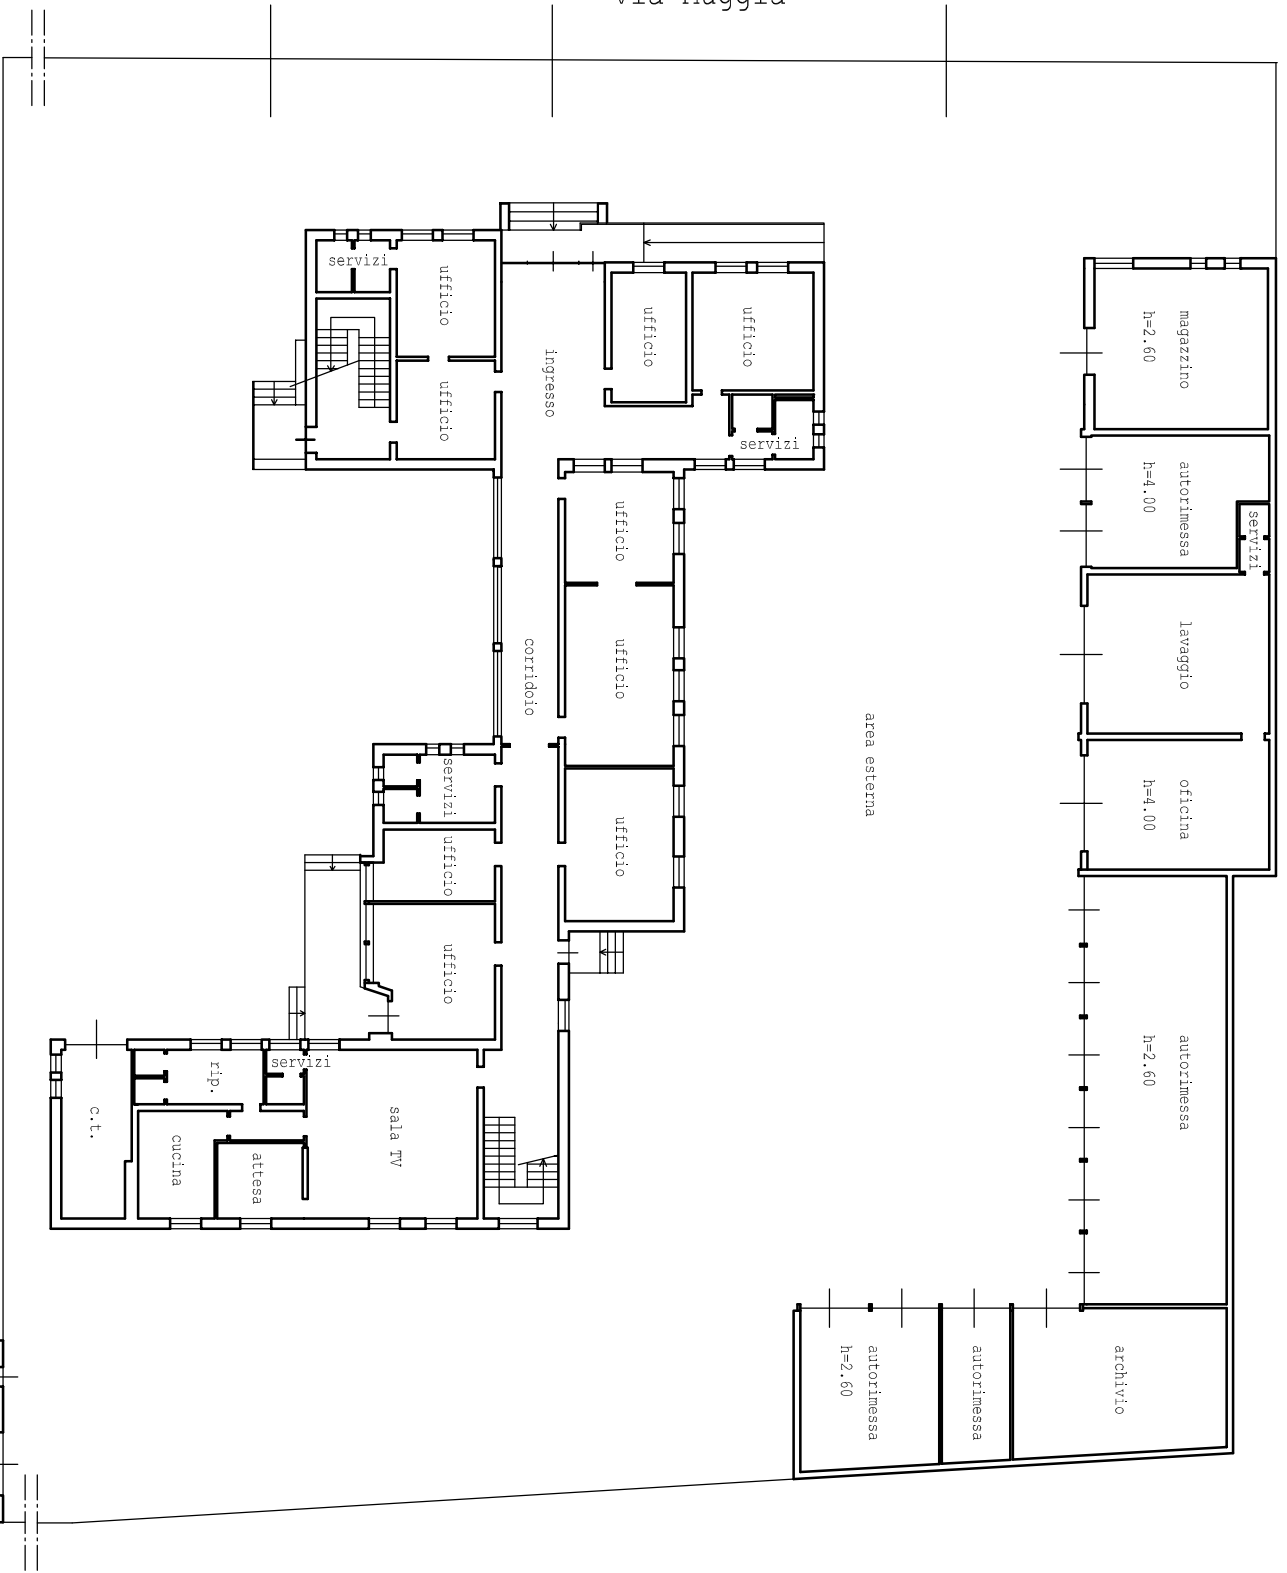 via Maggia
servizi
ufficio
ufficio
ufficio
ufficio
ingresso
servizi
ufficio
ufficio
corridoio
servizi
ufficio
ufficio
ufficio
area esterna
magazzino
h=2.60
autorimessa
h=4.00
servizi
lavaggio
oficina
h=4.00
autorimessa
h=2.60
servizi
rip.
c.t.
cucina
attesa
sala TV
autorimessa
h=2.60
autorimessa
archivio